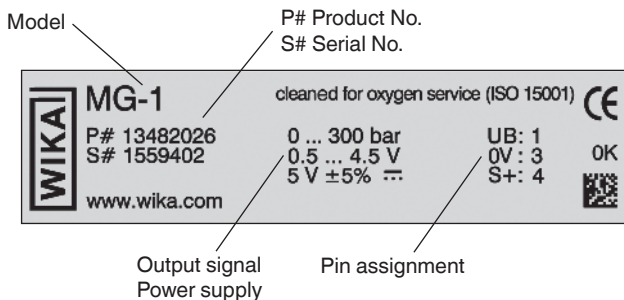 Model
P# Product No.
S# Serial No.
WIKA
MG-1
cleaned for oxygen service (ISO 15001)
CE
P# 13482026
0 ... 300 bar
UB: 1
S# 1559402
0.5 ... 4.5 V
0V : 3
0K
5 V ±5% ⎓
S+: 4
www.wika.com
Output signal
Power supply
Pin assignment